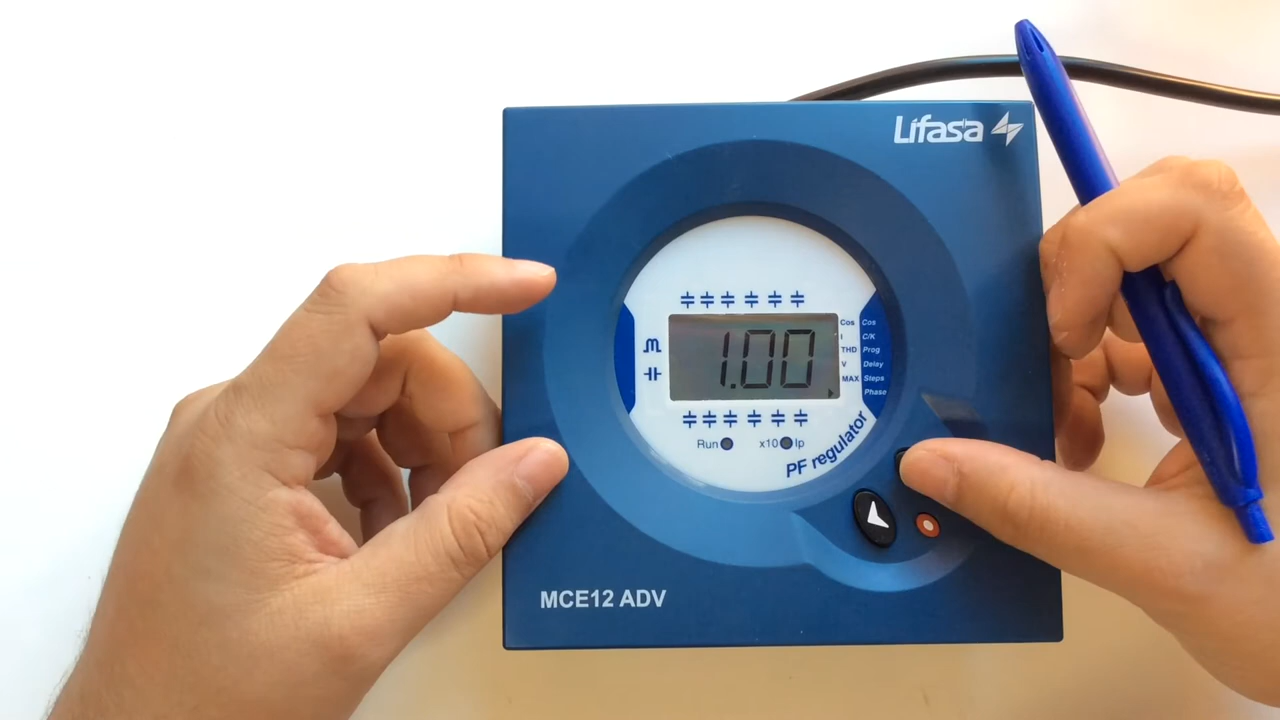 Lifasa
1.00
Cos Cos
I C/K
THD Prog
V Delay
MAX Steps
Phase
Run x10 Ip
PF regulator
MCE12 ADV